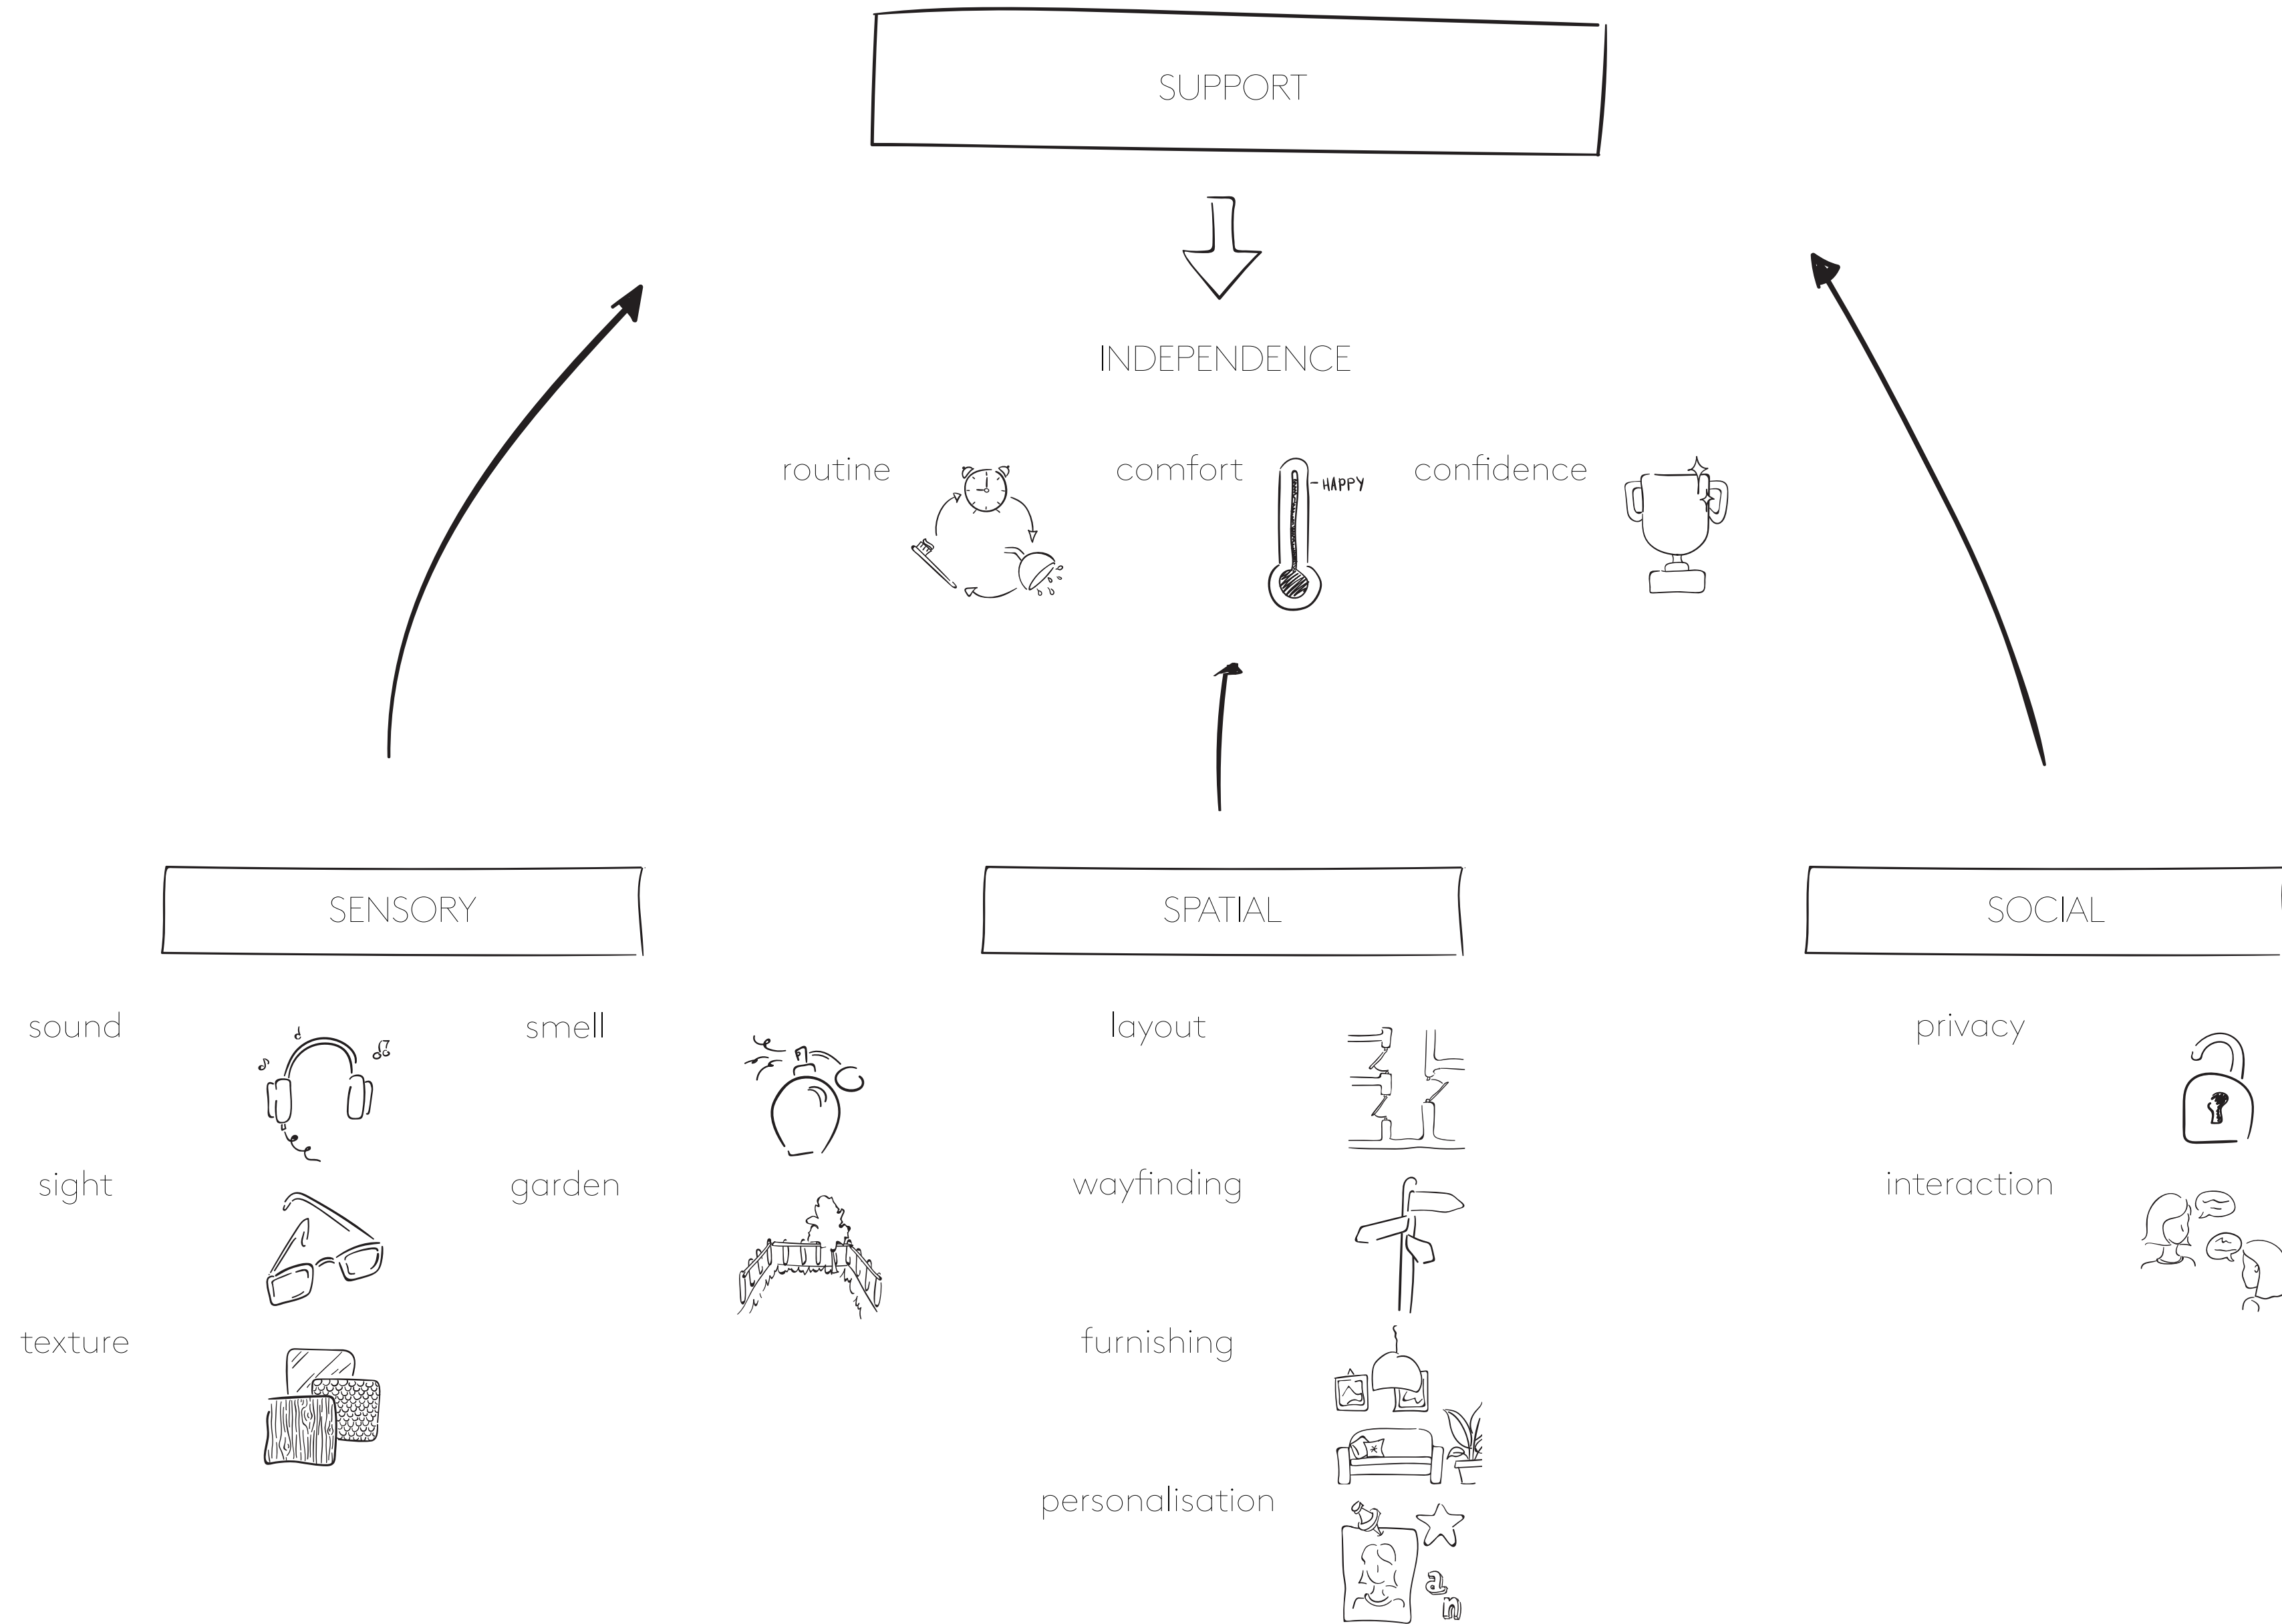 SUPPORT
INDEPENDENCE
routine
comfort
- HAPPY
confidence
SENSORY
SPATIAL
SOCIAL
sound
smell
layout
privacy
sight
garden
wayfinding
interaction
texture
furnishing
personalisation
a
n